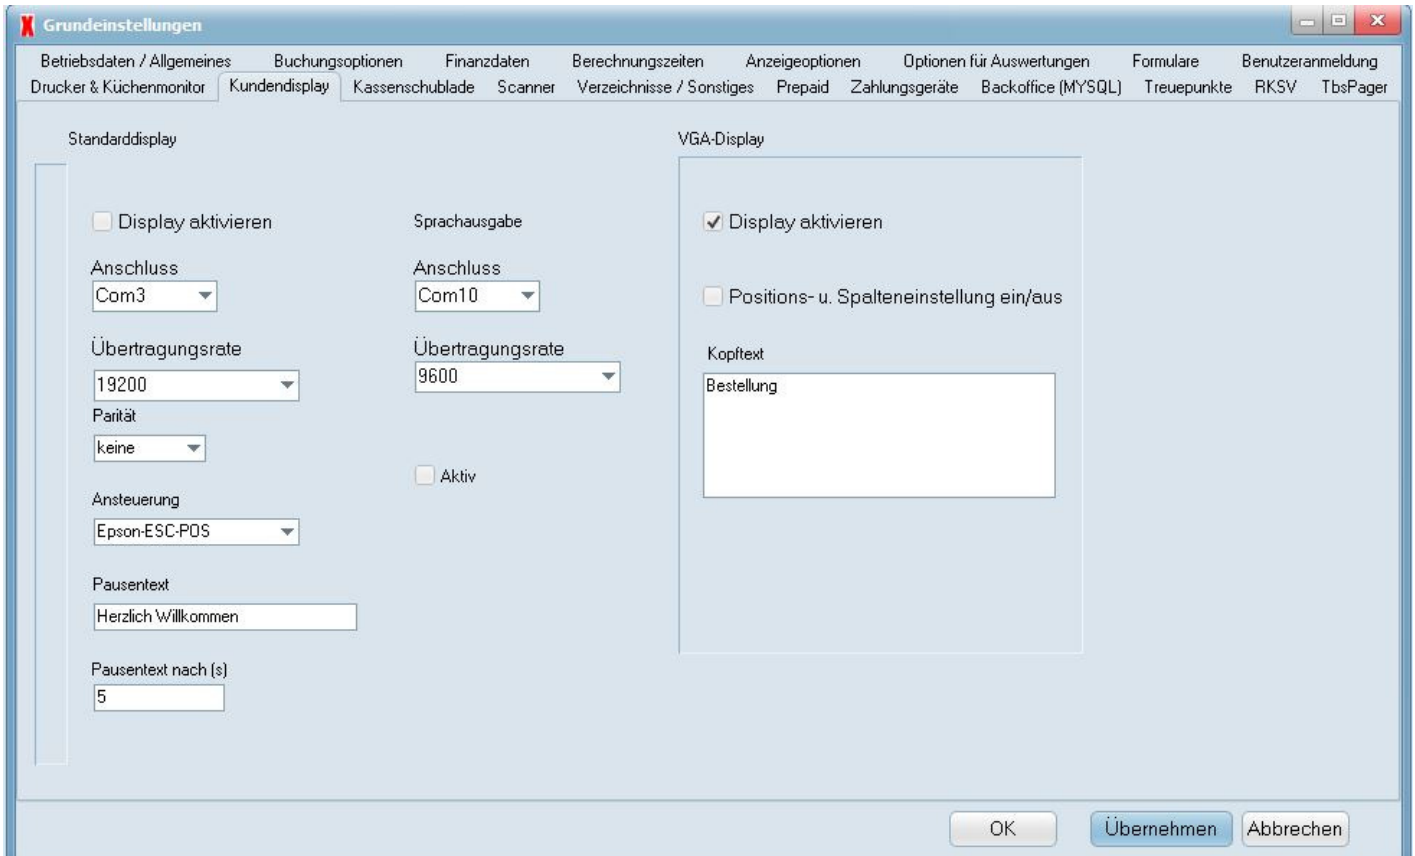 Grundeinstellungen
Betriebsdaten / Allgemeines Buchungsoptionen Finanzdaten Berechnungszeiten Anzeigeoptionen Optionen für Auswertungen Formulare Benutzeranmeldung
Drucker & Küchenmonitor Kundendisplay Kassenschublade Scanner Verzeichnisse / Sonstiges Prepaid Zahlungsgeräte Backoffice (MYSQL) Treuepunkte RKSV TbsPager
Standarddisplay VGA-Display
Display aktivieren Sprachausgabe Display aktivieren
Anschluss Anschluss
Com3 Com10 Positions- u. Spalteneinstellung ein/aus
Übertragungsrate Übertragungsrate Kopftext
19200 9600 Bestellung
Parität
keine
Aktiv
Ansteuerung
Epson-ESC-POS
Pausentext
Herzlich Willkommen
Pausentext nach (s)
5
OK Übernehmen Abbrechen